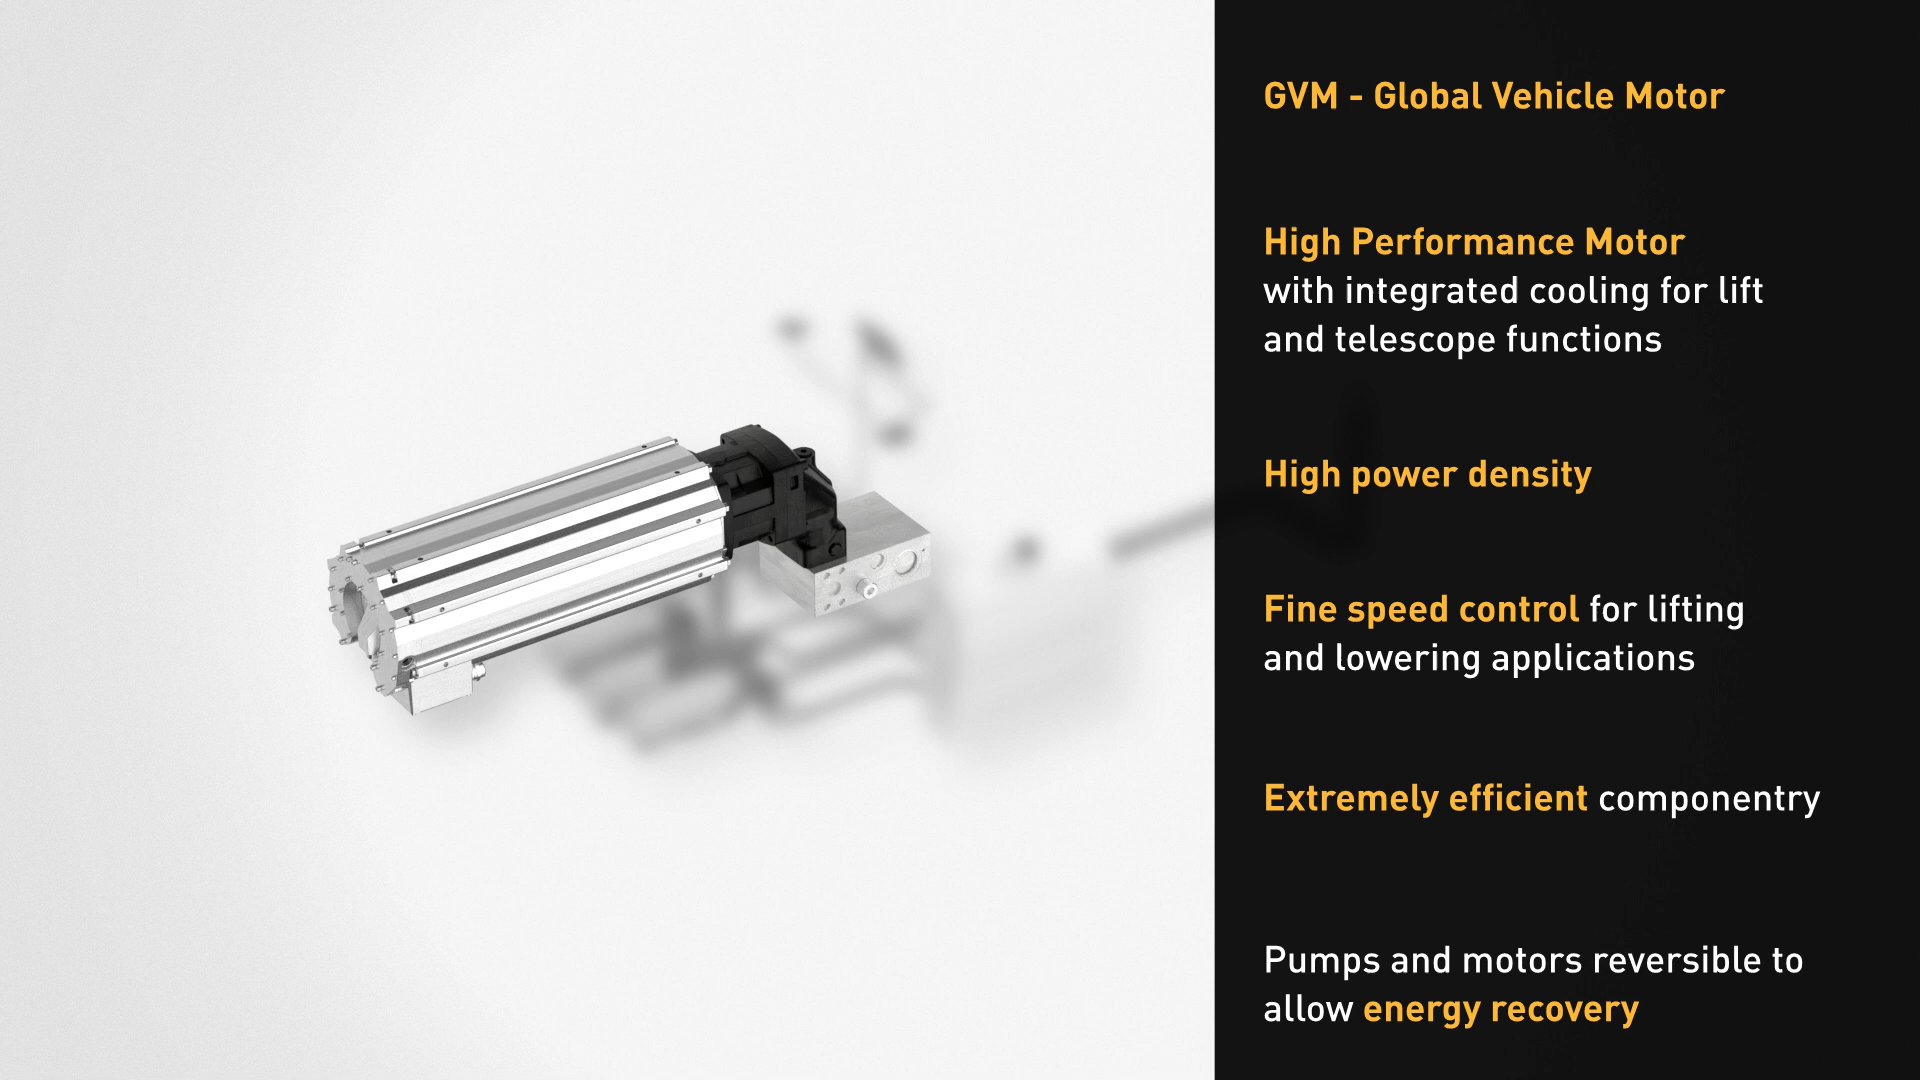 GVM - Global Vehicle Motor
High Performance Motor
with integrated cooling for lift
and telescope functions
High power density
Fine speed control for lifting
and lowering applications
Extremely efficient componentry
Pumps and motors reversible to
allow energy recovery